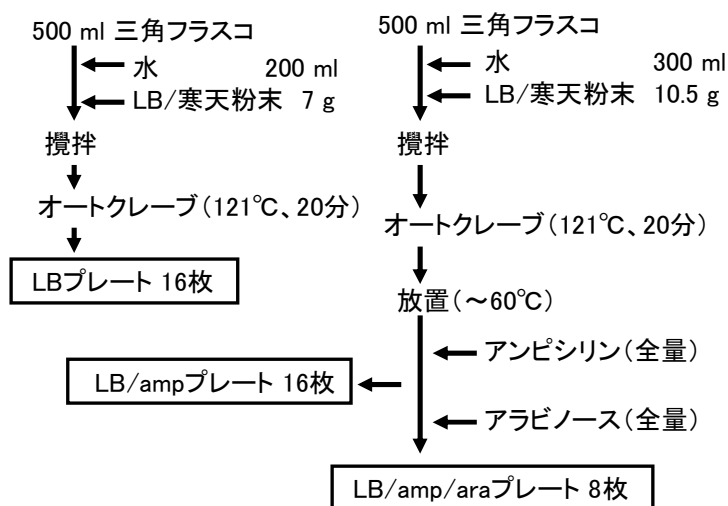 500 ml 三角フラスコ
水 200 ml
LB/寒天粉末 7 g
攪拌
オートクレーブ(121℃、20分)
LBプレート 16枚
500 ml 三角フラスコ
水 300 ml
LB/寒天粉末 10.5 g
攪拌
オートクレーブ(121℃、20分)
放置(~60℃)
アンピシリン(全量)
LB/ampプレート 16枚
アラビノース(全量)
LB/amp/araプレート 8枚